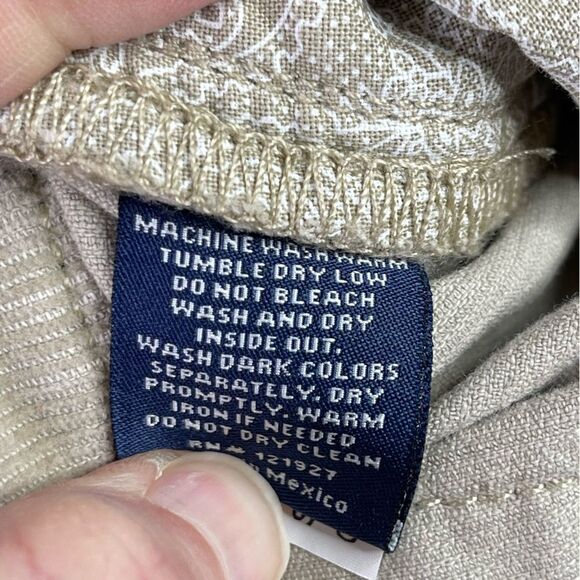 MACHINE WASH WARM
TUMBLE DRY LOW
DO NOT BLEACH
WASH AND DRY
INSIDE OUT.
WASH DARK COLORS
SEPARATELY. DRY
PROMPTLY. WARM
IRON IF NEEDED
DO NOT DRY CLEAN
RN# 121927
Mexico